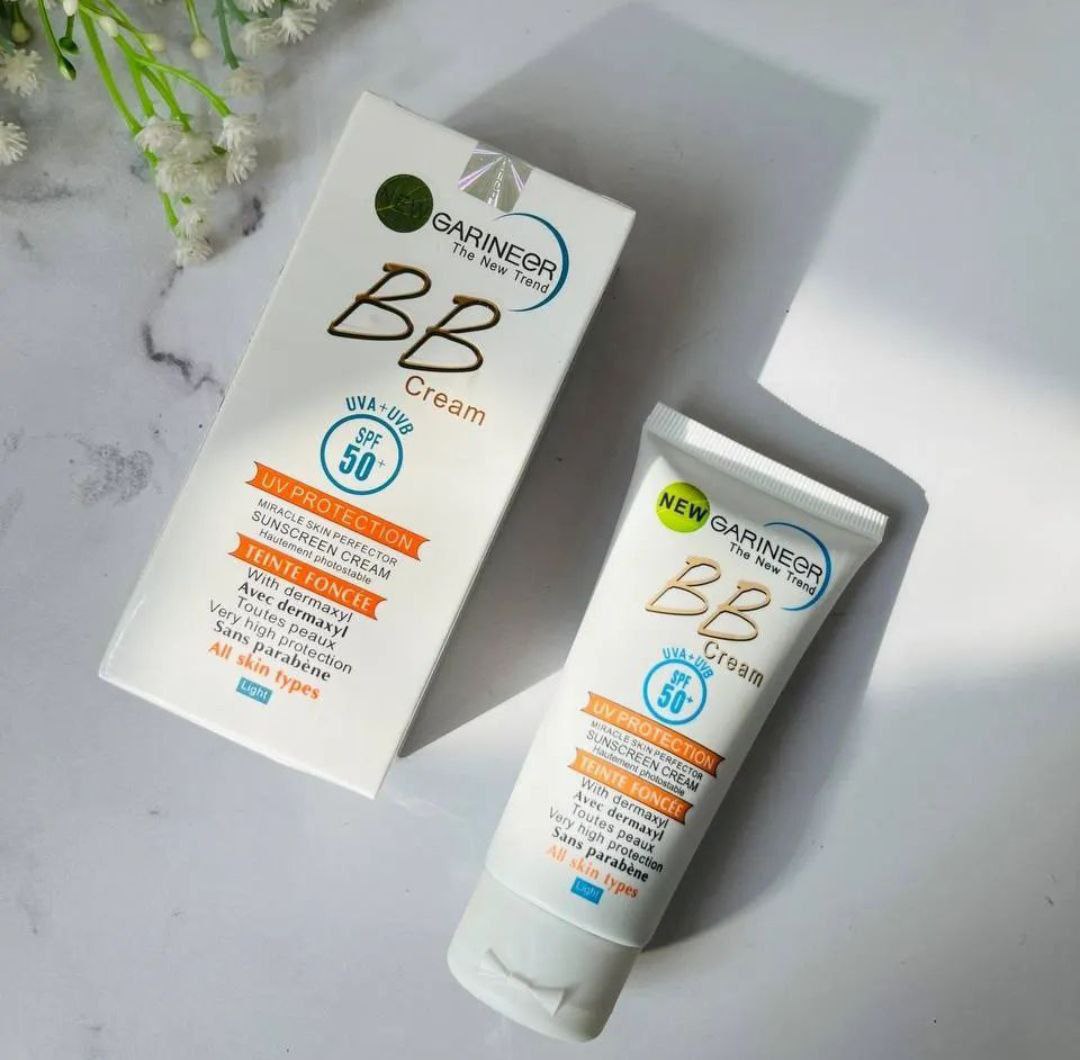 NEW
GARINEER
The New Trend
BB
Cream
UVA+UVB
SPF
50+
UV PROTECTION
MIRACLE SKIN PERFECTOR
SUNSCREEN CREAM
Hautement photostable
TEINTE FONCÉE
With dermaxyl
Avec dermaxyl
Toutes peaux
Very high protection
Sans parabène
All skin types
Light
NEW
GARINEER
The New Trend
BB
Cream
UVA+UVB
SPF
50+
UV PROTECTION
MIRACLE SKIN PERFECTOR
SUNSCREEN CREAM
Hautement photostable
TEINTE FONCÉE
With dermaxyl
Avec dermaxyl
Toutes peaux
Very high protection
Sans parabène
All skin types
Light